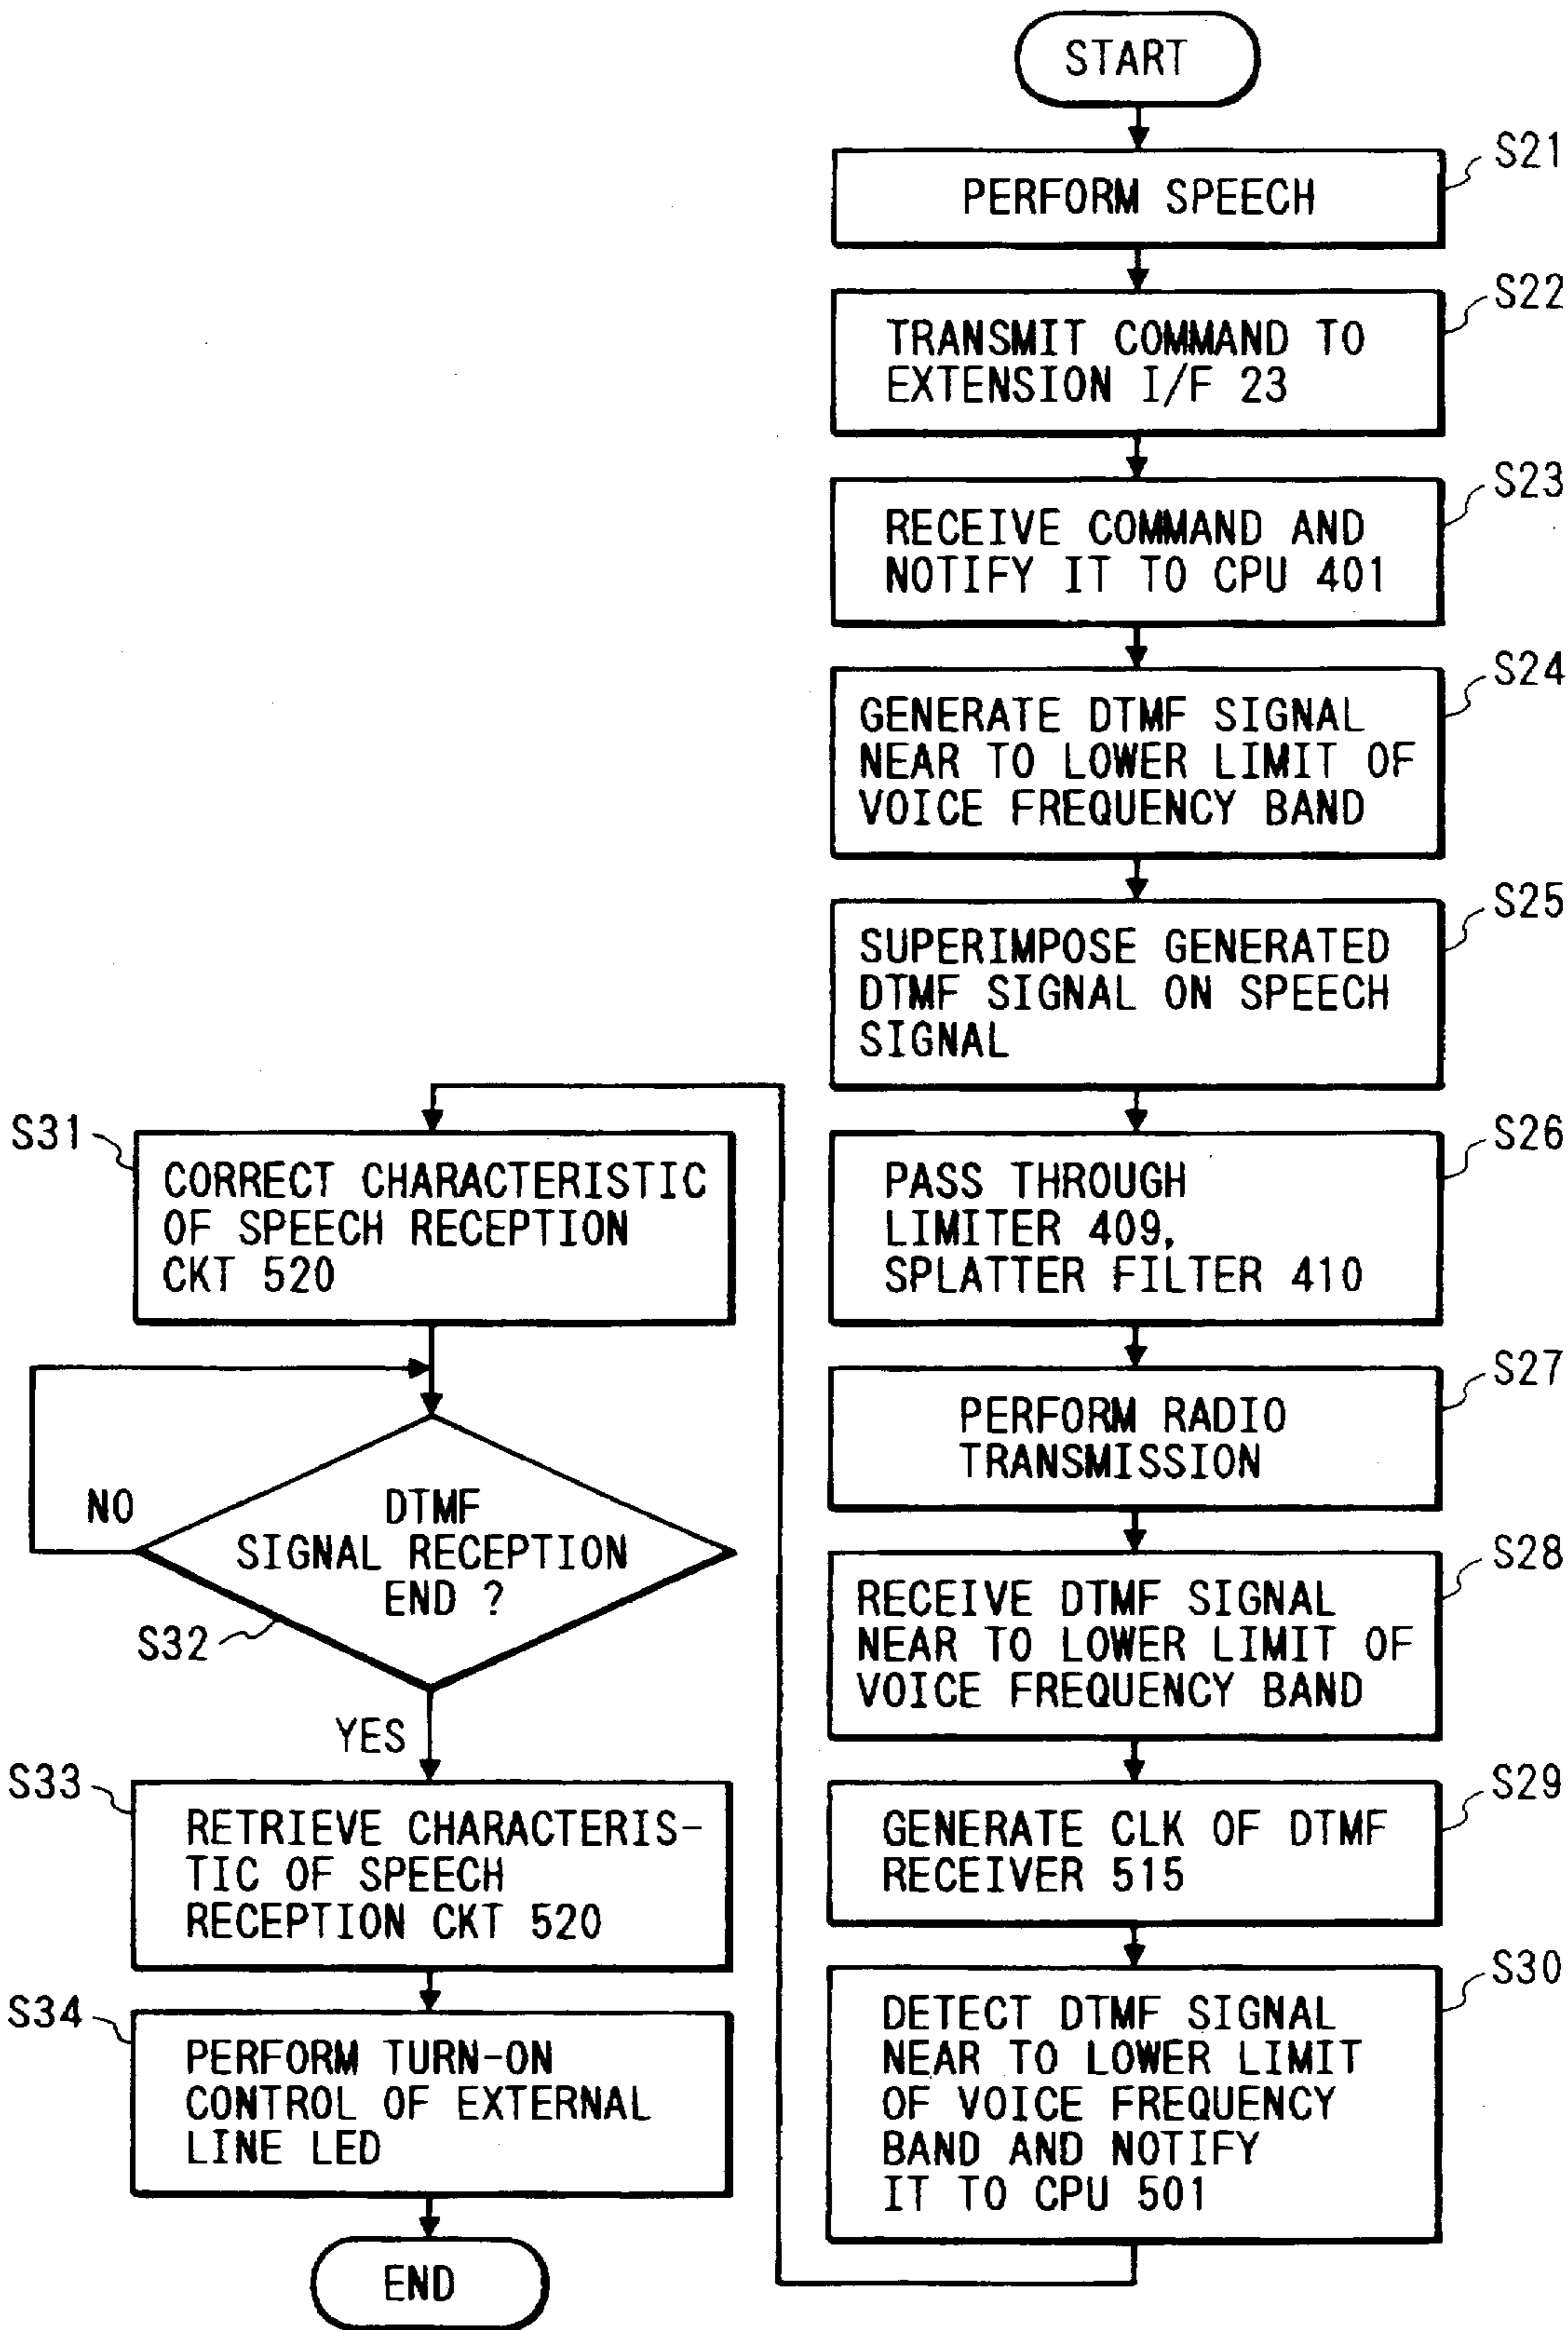 START
S21
PERFORM SPEECH
S22
TRANSMIT COMMAND TO
EXTENSION I/F 23
S23
RECEIVE COMMAND AND
NOTIFY IT TO CPU 401
S24
GENERATE DTMF SIGNAL
NEAR TO LOWER LIMIT OF
VOICE FREQUENCY BAND
S25
SUPERIMPOSE GENERATED
DTMF SIGNAL ON SPEECH
SIGNAL
S26
PASS THROUGH
LIMITER 409,
SPLATTER FILTER 410
S27
PERFORM RADIO
TRANSMISSION
S28
RECEIVE DTMF SIGNAL
NEAR TO LOWER LIMIT OF
VOICE FREQUENCY BAND
S29
GENERATE CLK OF DTMF
RECEIVER 515
S30
DETECT DTMF SIGNAL
NEAR TO LOWER LIMIT
OF VOICE FREQUENCY
BAND AND NOTIFY
IT TO CPU 501
S31
CORRECT CHARACTERISTIC
OF SPEECH RECEPTION
CKT 520
NO
DTMF
SIGNAL RECEPTION
END ?
S32
YES
S33
RETRIEVE CHARACTERIS-
TIC OF SPEECH
RECEPTION CKT 520
S34
PERFORM TURN-ON
CONTROL OF EXTERNAL
LINE LED
END